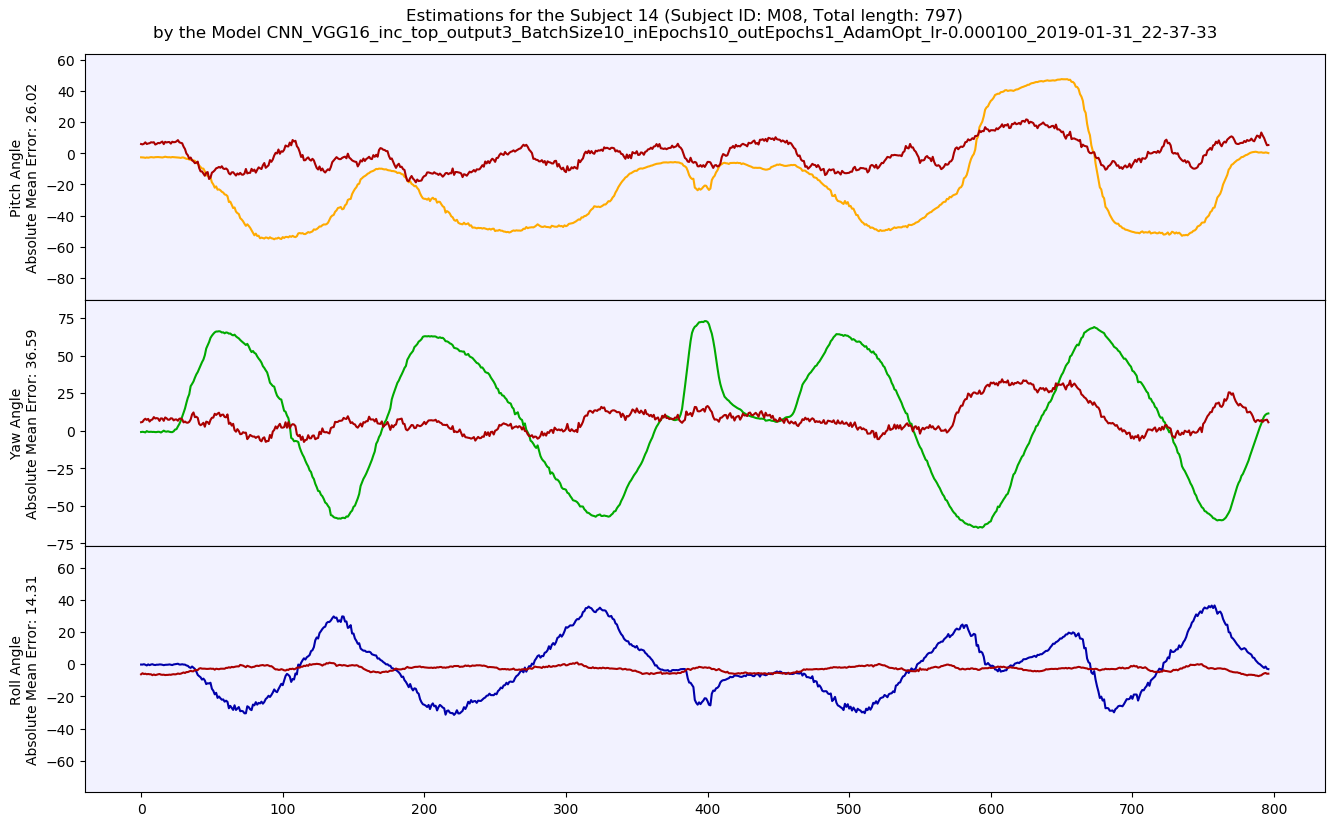 Estimations for the Subject 14 (Subject ID: M08, Total length: 797)
by the Model CNN_VGG16_inc_top_output3_BatchSize10_inEpochs10_outEpochs1_AdamOpt_lr-0.000100_2019-01-31_22-37-33
Pitch Angle
Absolute Mean Error: 26.02
60
40
20
0
−20
−40
−60
−80
Yaw Angle
Absolute Mean Error: 36.59
75
50
25
0
−25
−50
−75
Roll Angle
Absolute Mean Error: 14.31
60
40
20
0
−20
−40
−60
0 100 200 300 400 500 600 700 800